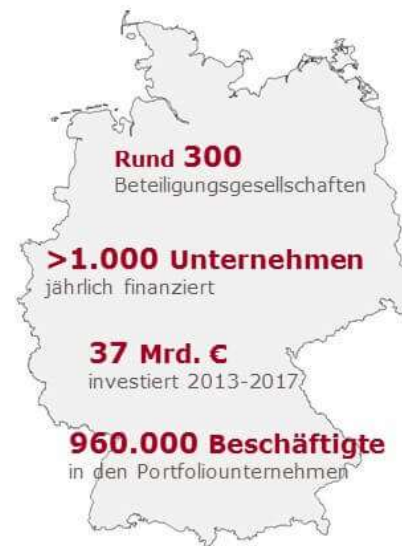 Rund 300
Beteiligungsgesellschaften
>1.000 Unternehmen
jährlich finanziert
37 Mrd. €
investiert 2013-2017
960.000 Beschäftigte
in den Portfoliounternehmen